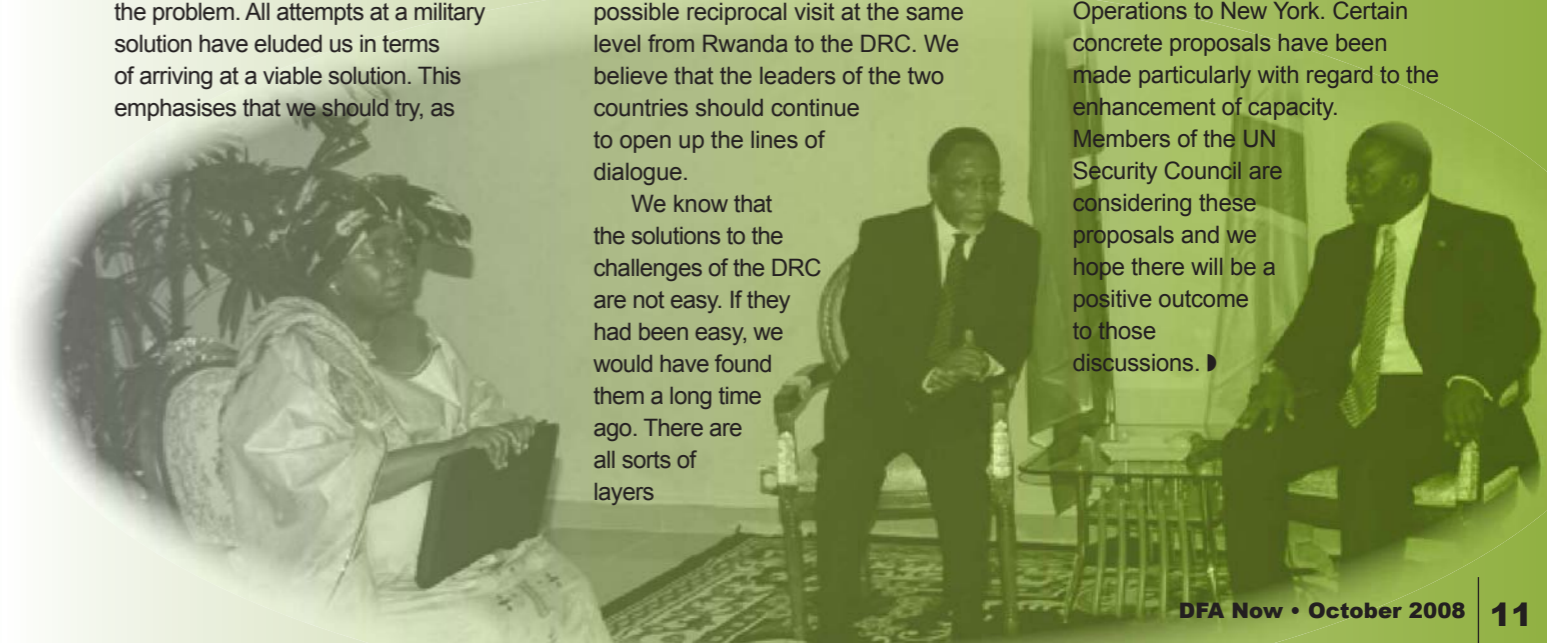 the problem. All attempts at a military
solution have eluded us in terms
of arriving at a viable solution. This
emphasises that we should try, as
possible reciprocal visit at the same
level from Rwanda to the DRC. We
believe that the leaders of the two
countries should continue
to open up the lines of
dialogue.
We know that
the solutions to the
challenges of the DRC
are not easy. If they
had been easy, we
would have found
them a long time
ago. There are
all sorts of
layers
Operations to New York. Certain
concrete proposals have been
made particularly with regard to the
enhancement of capacity.
Members of the UN
Security Council are
considering these
proposals and we
hope there will be a
positive outcome
to those
discussions. ◗
DFA Now • October 2008 | 11